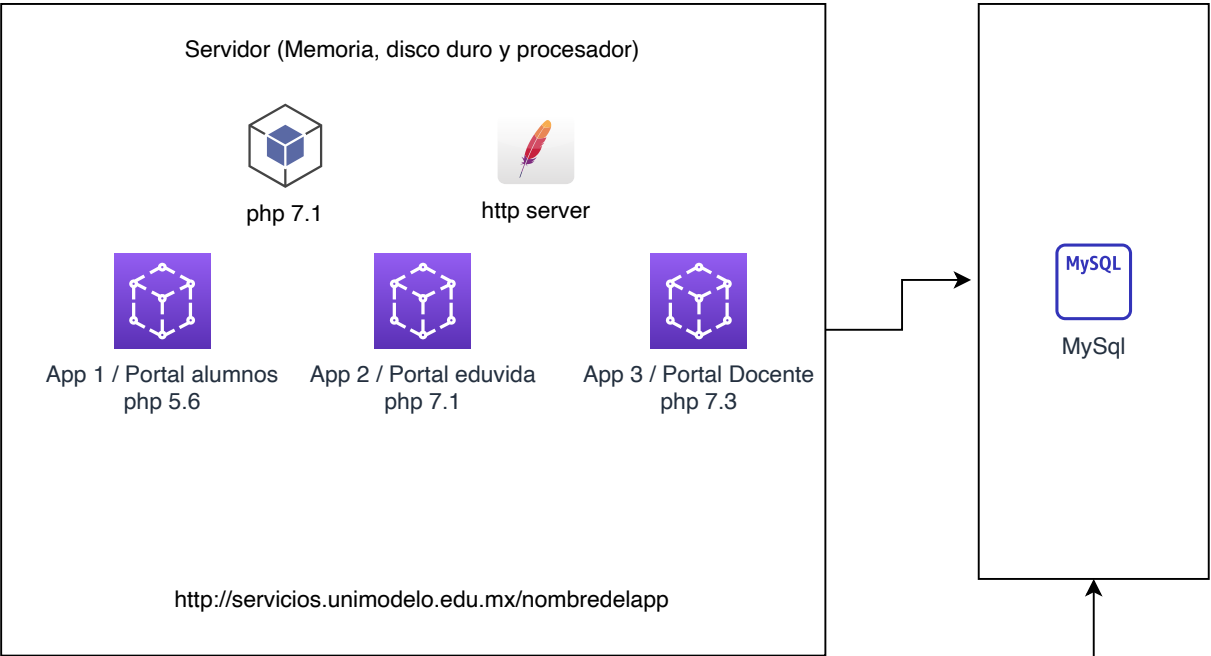 Servidor (Memoria, disco duro y procesador)
php 7.1
http server
App 1 / Portal alumnos
php 5.6
App 2 / Portal eduvida
php 7.1
App 3 / Portal Docente
php 7.3
http://servicios.unimodelo.edu.mx/nombredelapp
MySQL
MySql